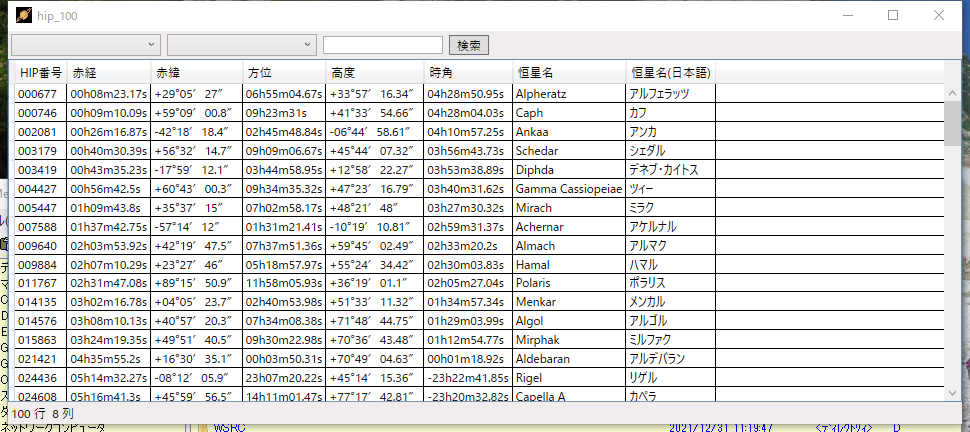 hip_100
検索
HIP番号 赤経 赤緯 方位 高度 時角 恒星名 恒星名(日本語)
000677 00h08m23.17s +29°05′ 27″ 06h55m04.67s +33°57′ 16.34″ 04h28m50.95s Alpheratz アルフェラッツ
000746 00h09m10.09s +59°09′ 00.8″ 09h23m31s +41°33′ 54.66″ 04h28m04.03s Caph カフ
002081 00h26m16.87s -42°18′ 18.4″ 02h45m48.84s -06°44′ 58.61″ 04h10m57.25s Ankaa アンカ
003179 00h40m30.39s +56°32′ 14.7″ 09h09m06.67s +45°44′ 07.32″ 03h56m43.73s Schedar シェダル
003419 00h43m35.23s -17°59′ 12.1″ 03h44m58.95s +12°58′ 22.27″ 03h53m38.89s Diphda デネブ・カイトス
004427 00h56m42.5s +60°43′ 00.3″ 09h34m35.32s +47°23′ 16.79″ 03h40m31.62s Gamma Cassiopeiae ツィー
005447 01h09m43.8s +35°37′ 15″ 07h02m58.17s +48°21′ 48″ 03h27m30.32s Mirach ミラク
007588 01h37m42.75s -57°14′ 12″ 01h31m21.41s -10°19′ 10.81″ 02h59m31.37s Achernar アケルナル
009640 02h03m53.92s +42°19′ 47.5″ 07h37m51.36s +59°45′ 02.49″ 02h33m20.2s Almach アルマク
009884 02h07m10.29s +23°27′ 46″ 05h18m57.97s +55°24′ 34.42″ 02h30m03.83s Hamal ハマル
011767 02h31m47.08s +89°15′ 50.9″ 11h58m05.93s +36°19′ 01.1″ 02h05m27.04s Polaris ポラリス
014135 03h02m16.78s +04°05′ 23.7″ 02h40m53.98s +51°33′ 11.32″ 01h34m57.34s Menkar メンカル
014576 03h08m10.13s +40°57′ 20.3″ 07h34m08.38s +71°48′ 44.75″ 01h29m03.99s Algol アルゴル
015863 03h24m19.35s +49°51′ 40.5″ 09h30m22.98s +70°36′ 43.48″ 01h12m54.77s Mirphak ミルファク
021421 04h35m55.2s +16°30′ 35.1″ 00h03m50.31s +70°49′ 04.63″ 00h01m18.92s Aldebaran アルデバラン
024436 05h14m32.27s -08°12′ 05.9″ 23h07m20.22s +45°14′ 15.36″ -23h22m41.85s Rigel リゲル
024608 05h16m41.3s +45°59′ 56.5″ 14h11m01.47s +77°17′ 42.81″ -23h20m32.82s Capella A カペラ
100 行 8 列
ネットワークコンピュータ WSRC 2021/12/31 11:19:47 <ディレクトリィ> D